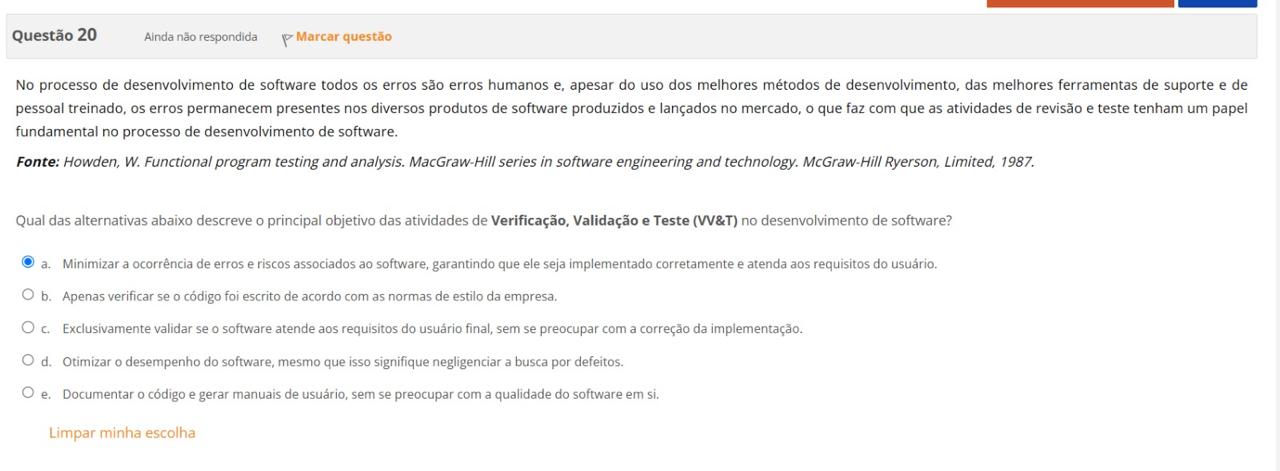 Questão 20 Ainda não respondida Marcar questão
No processo de desenvolvimento de software todos os erros são erros humanos e, apesar do uso dos melhores métodos de desenvolvimento, das melhores ferramentas de suporte e de
pessoal treinado, os erros permanecem presentes nos diversos produtos de software produzidos e lançados no mercado, o que faz com que as atividades de revisão e teste tenham um papel
fundamental no processo de desenvolvimento de software.
Fonte: Howden, W. Functional program testing and analysis. MacGraw-Hill series in software engineering and technology. McGraw-Hill Ryerson, Limited, 1987.
Qual das alternativas abaixo descreve o principal objetivo das atividades de Verificação, Validação e Teste (VV&T) no desenvolvimento de software?
a. Minimizar a ocorrência de erros e riscos associados ao software, garantindo que ele seja implementado corretamente e atenda aos requisitos do usuário.
b. Apenas verificar se o código foi escrito de acordo com as normas de estilo da empresa.
c. Exclusivamente validar se o software atende aos requisitos do usuário final, sem se preocupar com a correção da implementação.
d. Otimizar o desempenho do software, mesmo que isso signifique negligenciar a busca por defeitos.
e. Documentar o código e gerar manuais de usuário, sem se preocupar com a qualidade do software em si.
Limpar minha escolha